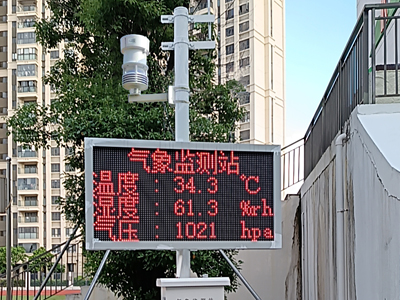 气象监测站
温度：34.3 ℃
湿度：61.3 %rh
气压：1021 hpa